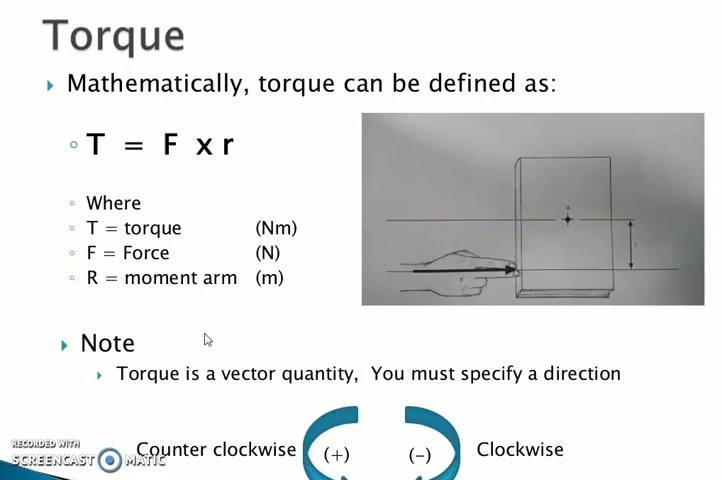 Torque
Mathematically, torque can be defined as:
T = F x r
Where
T = torque (Nm)
F = Force (N)
R = moment arm (m)
Note
Torque is a vector quantity, You must specify a direction
Counter clockwise (+) (-) Clockwise
RECORDED WITH
SCREENCAST MATIC